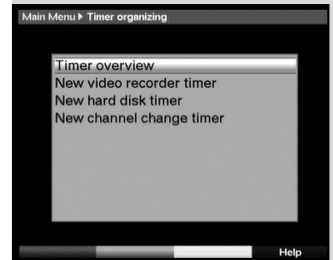 Main Menu ▶ Timer organizing
Timer overview
New video recorder timer
New hard disk timer
New channel change timer
Help